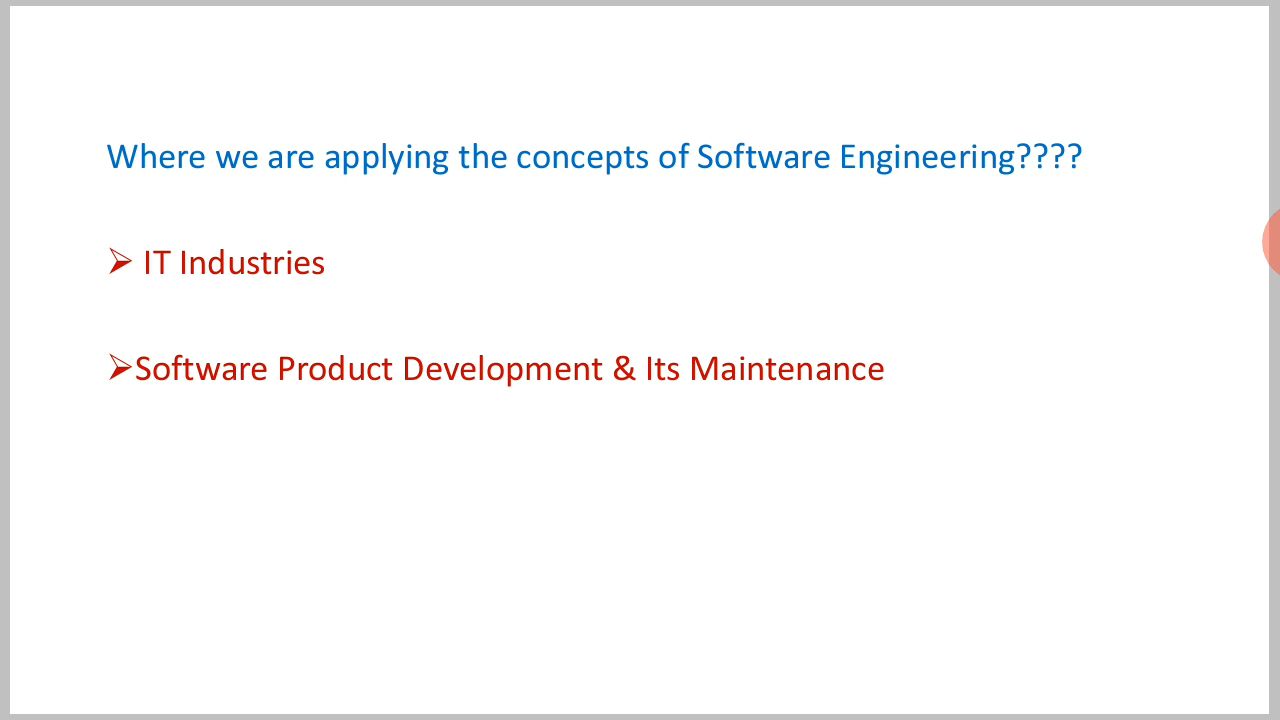 Where we are applying the concepts of Software Engineering????
➢ IT Industries
➢Software Product Development & Its Maintenance